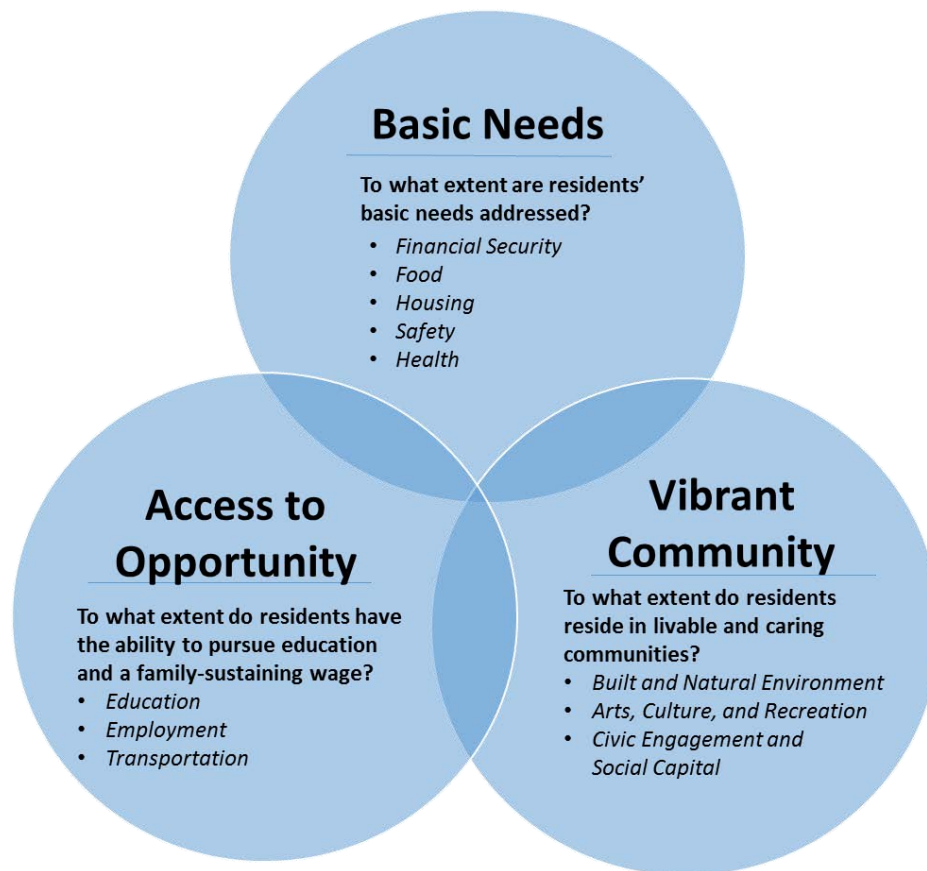 Basic Needs
To what extent are residents’
basic needs addressed?
• Financial Security
• Food
• Housing
• Safety
• Health
Access to
Opportunity
To what extent do residents have
the ability to pursue education
and a family-sustaining wage?
• Education
• Employment
• Transportation
Vibrant
Community
To what extent do residents
reside in livable and caring
communities?
• Built and Natural Environment
• Arts, Culture, and Recreation
• Civic Engagement and
Social Capital